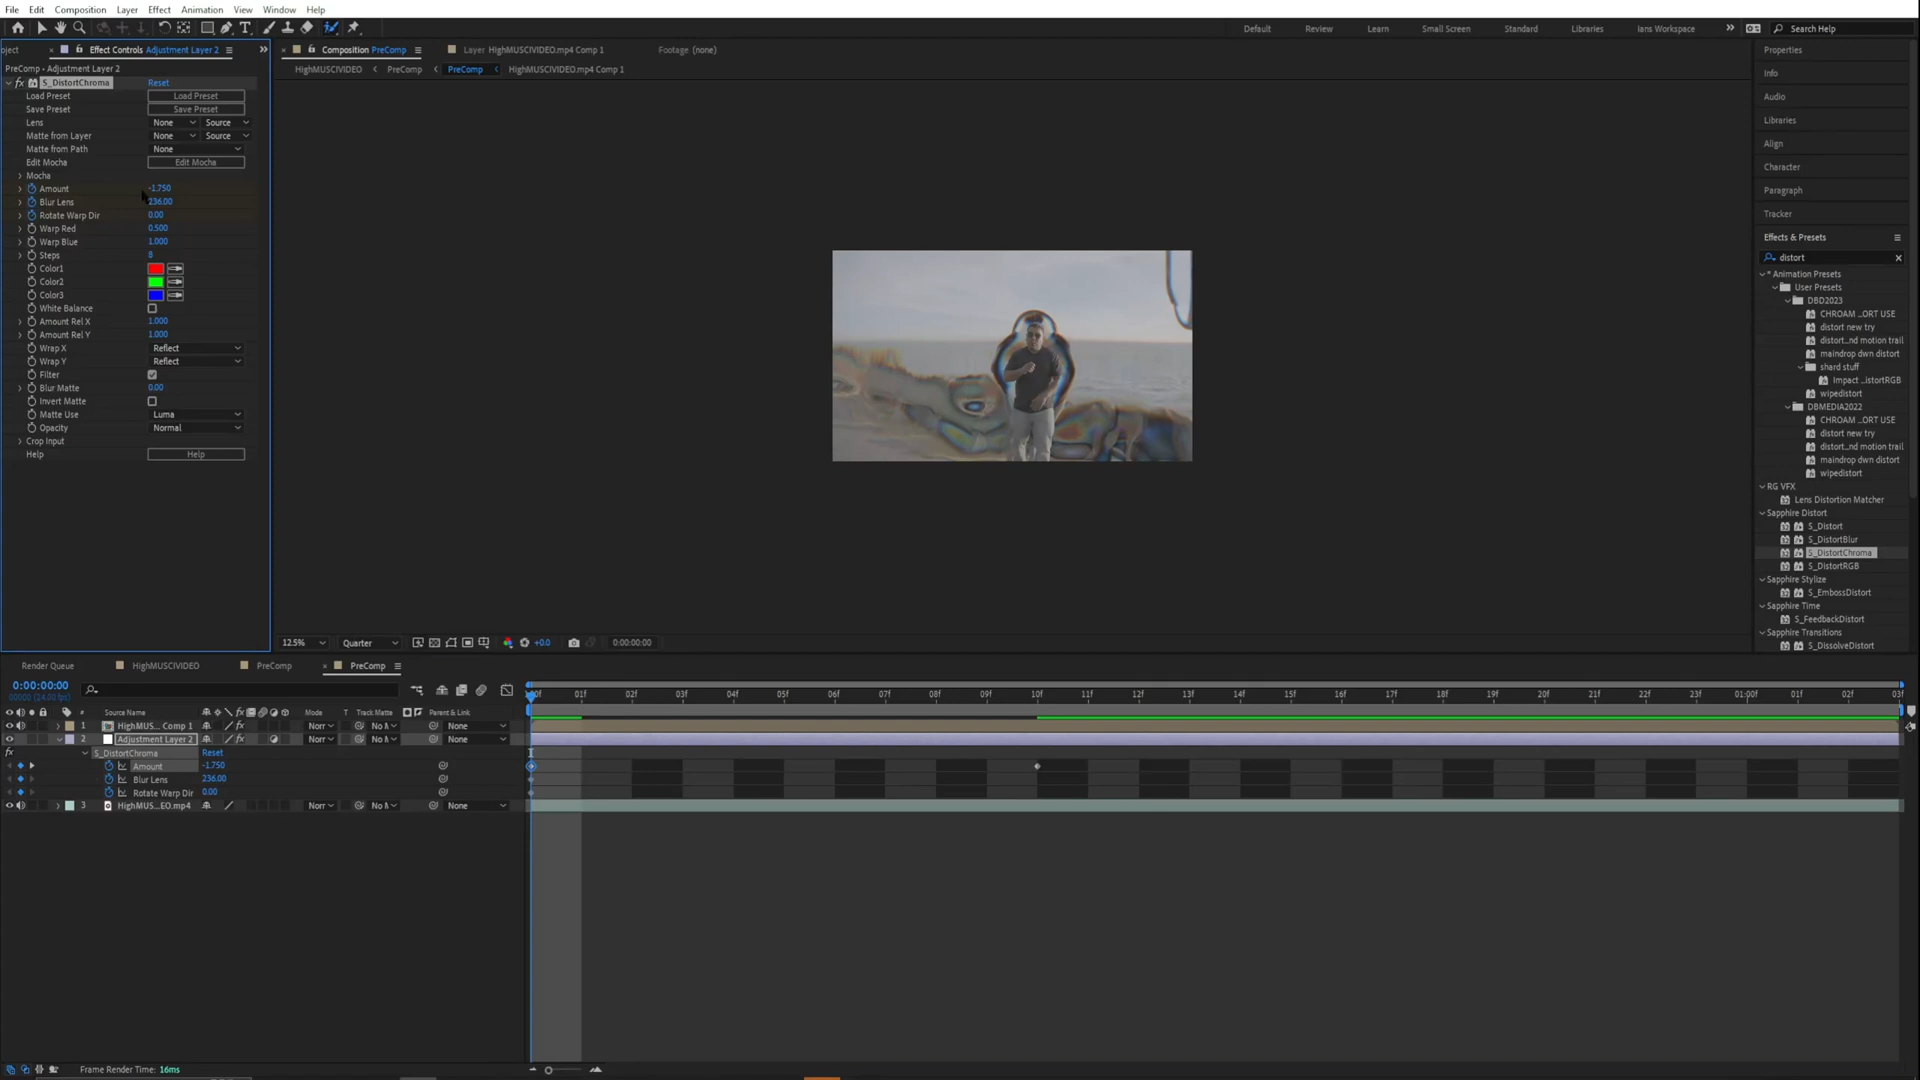 File Edit Composition Layer Effect Animation View Window Help
Default Review Learn Small Screen Standard Libraries Ians Workspace Search Help
oject Effect Controls Adjustment Layer 2
PreComp - Adjustment Layer 2
S_DistortChroma Reset
Load Preset Load Preset
Save Preset Save Preset
Lens None Source
Matte from Layer None Source
Matte from Path None
Edit Mocha Edit Mocha
Mocha
Amount -1.750
Blur Lens 236.00
Rotate Warp Dir 0.00
Warp Red 0.500
Warp Blue 1.000
Steps 8
Color1
Color2
Color3
White Balance
Amount Rel X 1.000
Amount Rel Y 1.000
Wrap X Reflect
Wrap Y Reflect
Filter
Blur Matte 0.00
Invert Matte
Matte Use Luma
Opacity Normal
Crop Input
Help Help
Composition PreComp Layer HighMUSCIVIDEO.mp4 Comp 1 Footage (none)
HighMUSCIVIDEO PreComp PreComp HighMUSCIVIDEO.mp4 Comp 1
12.5% Quarter +0.0 0:00:00:00
Properties
Info
Audio
Libraries
Align
Character
Paragraph
Tracker
Effects & Presets
distort
* Animation Presets
User Presets
DBD2023
CHROAM ...ORT USE
distort new try
distort...nd motion trail
maindrop dwn distort
shard stuff
Impact ...istortRGB
wipedistort
DBMEDIA2022
CHROAM ...ORT USE
distort new try
distort...nd motion trail
maindrop dwn distort
wipedistort
RG VFX
Lens Distortion Matcher
Sapphire Distort
S_Distort
S_DistortBlur
S_DistortChroma
S_DistortRGB
Sapphire Stylize
S_EmbossDistort
Sapphire Time
S_FeedbackDistort
Sapphire Transitions
S_DissolveDistort
Render Queue HighMUSCIVIDEO PreComp PreComp
0:00:00:00
00000 (24.00 fps)
:00f 01f 02f 03f 04f 05f 06f 07f 08f 09f 10f 11f 12f 13f 14f 15f 16f 17f 18f 19f 20f 21f 22f 23f 01:00f 01f 02f 03f
# Source Name Mode T Track Matte Parent & Link
1 HighMUS... Comp 1 Norr No M None
2 Adjustment Layer 2 Norr No M None
S_DistortChroma Reset
Amount -1.750
Blur Lens 236.00
Rotate Warp Dir 0.00
3 HighMUS...EO.mp4 Norr No M None
Frame Render Time: 16ms